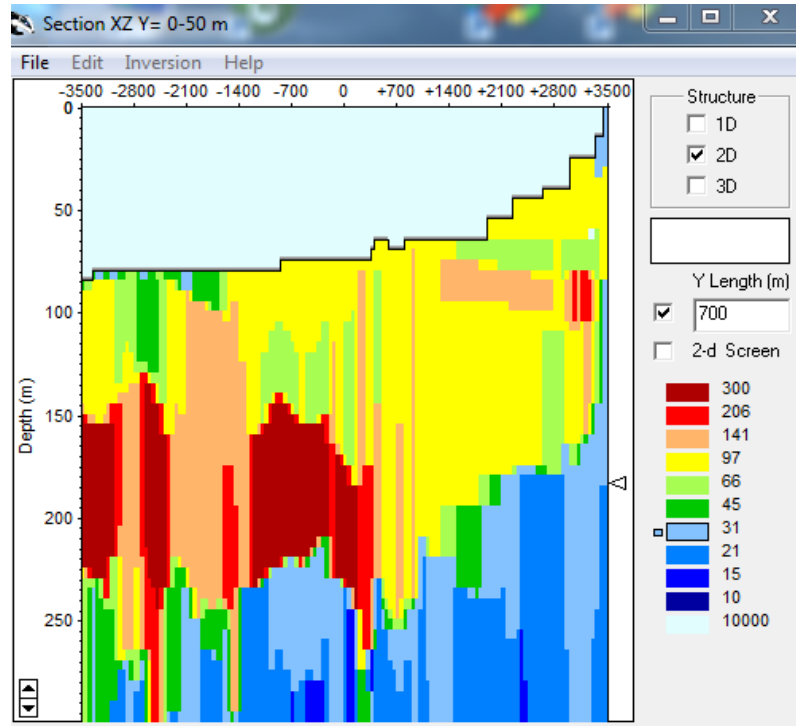 Section XZ Y= 0-50 m
File Edit Inversion Help
-3500 -2800 -2100 -1400 -700 0 +700 +1400 +2100 +2800 +3500
0
50
100
150
200
250
Depth (m)
Structure
1D
2D
3D
Y Length (m)
700
2-d Screen
300
206
141
97
66
45
31
21
15
10
10000